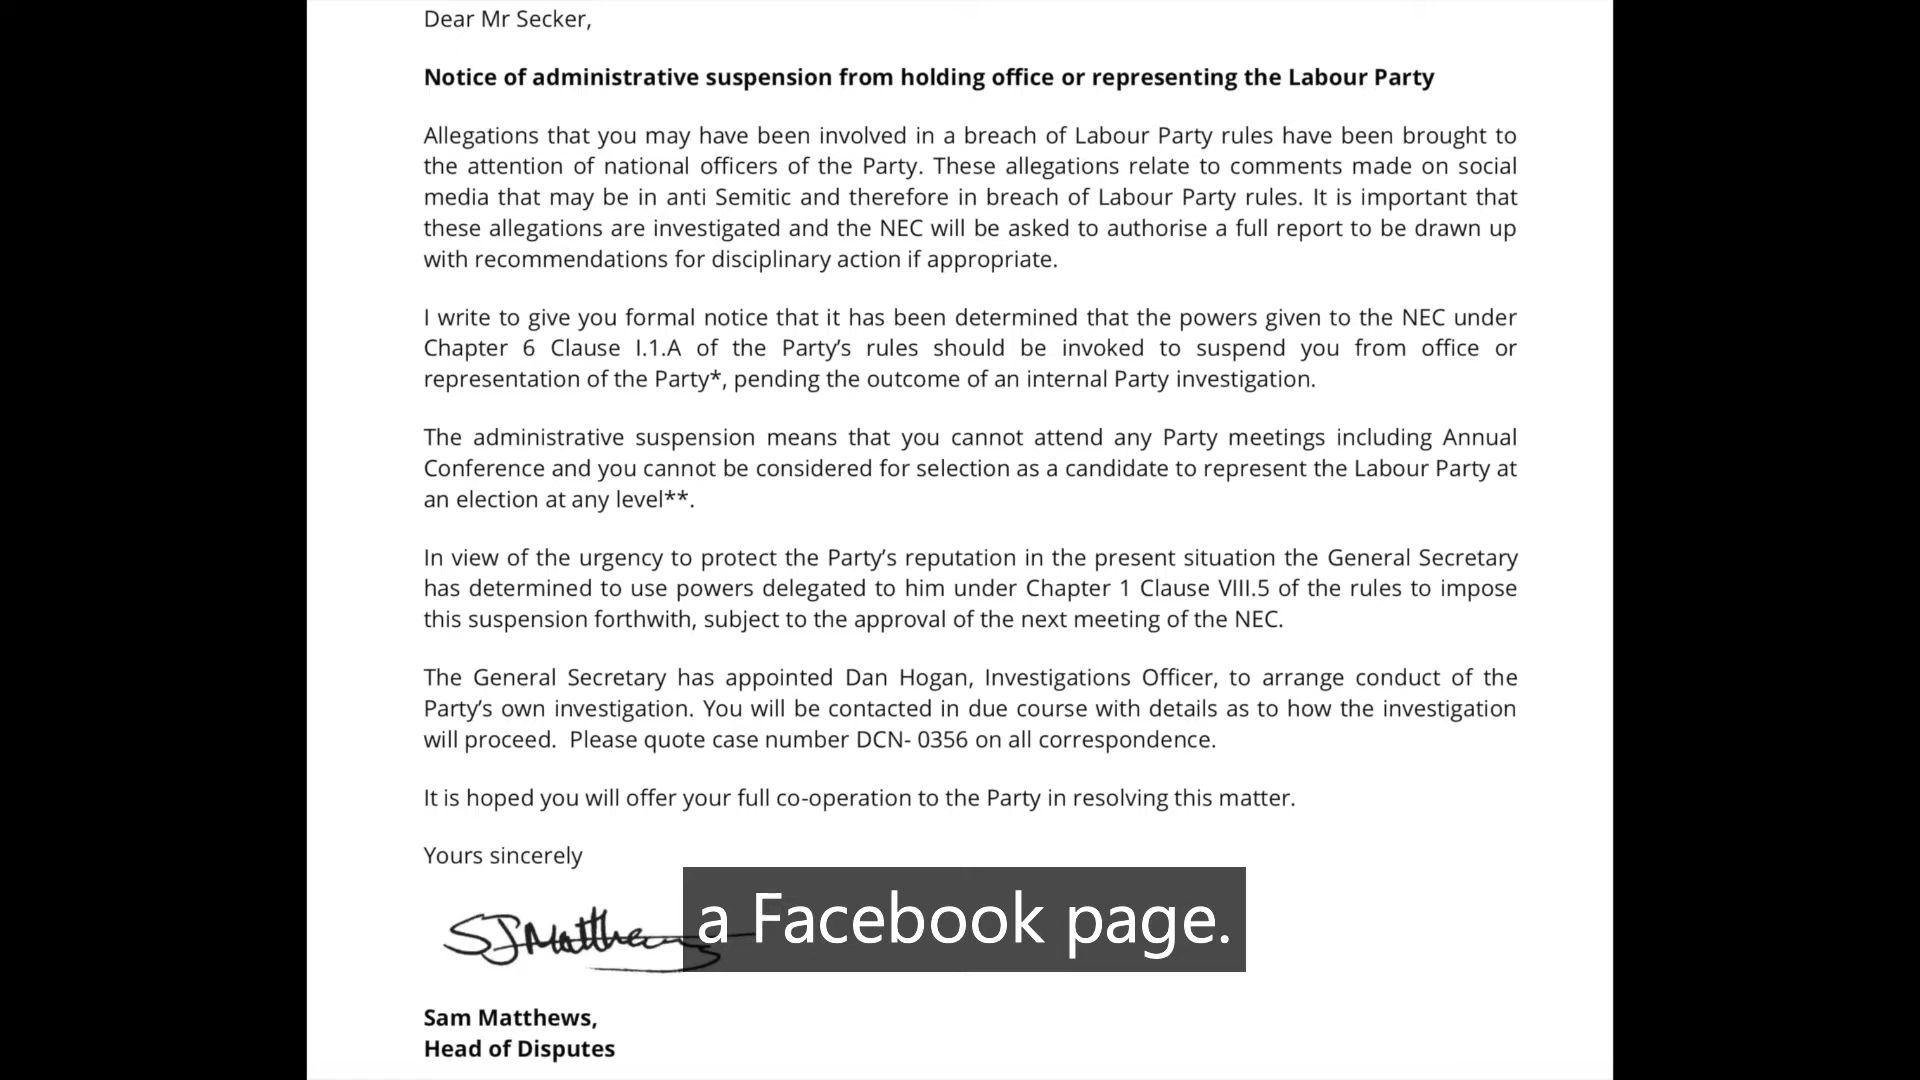 Dear Mr Secker,
Notice of administrative suspension from holding office or representing the Labour Party
Allegations that you may have been involved in a breach of Labour Party rules have been brought to
the attention of national officers of the Party. These allegations relate to comments made on social
media that may be in anti Semitic and therefore in breach of Labour Party rules. It is important that
these allegations are investigated and the NEC will be asked to authorise a full report to be drawn up
with recommendations for disciplinary action if appropriate.
I write to give you formal notice that it has been determined that the powers given to the NEC under
Chapter 6 Clause I.1.A of the Party’s rules should be invoked to suspend you from office or
representation of the Party*, pending the outcome of an internal Party investigation.
The administrative suspension means that you cannot attend any Party meetings including Annual
Conference and you cannot be considered for selection as a candidate to represent the Labour Party at
an election at any level**.
In view of the urgency to protect the Party’s reputation in the present situation the General Secretary
has determined to use powers delegated to him under Chapter 1 Clause VIII.5 of the rules to impose
this suspension forthwith, subject to the approval of the next meeting of the NEC.
The General Secretary has appointed Dan Hogan, Investigations Officer, to arrange conduct of the
Party’s own investigation. You will be contacted in due course with details as to how the investigation
will proceed.  Please quote case number DCN- 0356 on all correspondence.
It is hoped you will offer your full co-operation to the Party in resolving this matter.
Yours sincerely
SJMatthews
a Facebook page.
Sam Matthews,
Head of Disputes